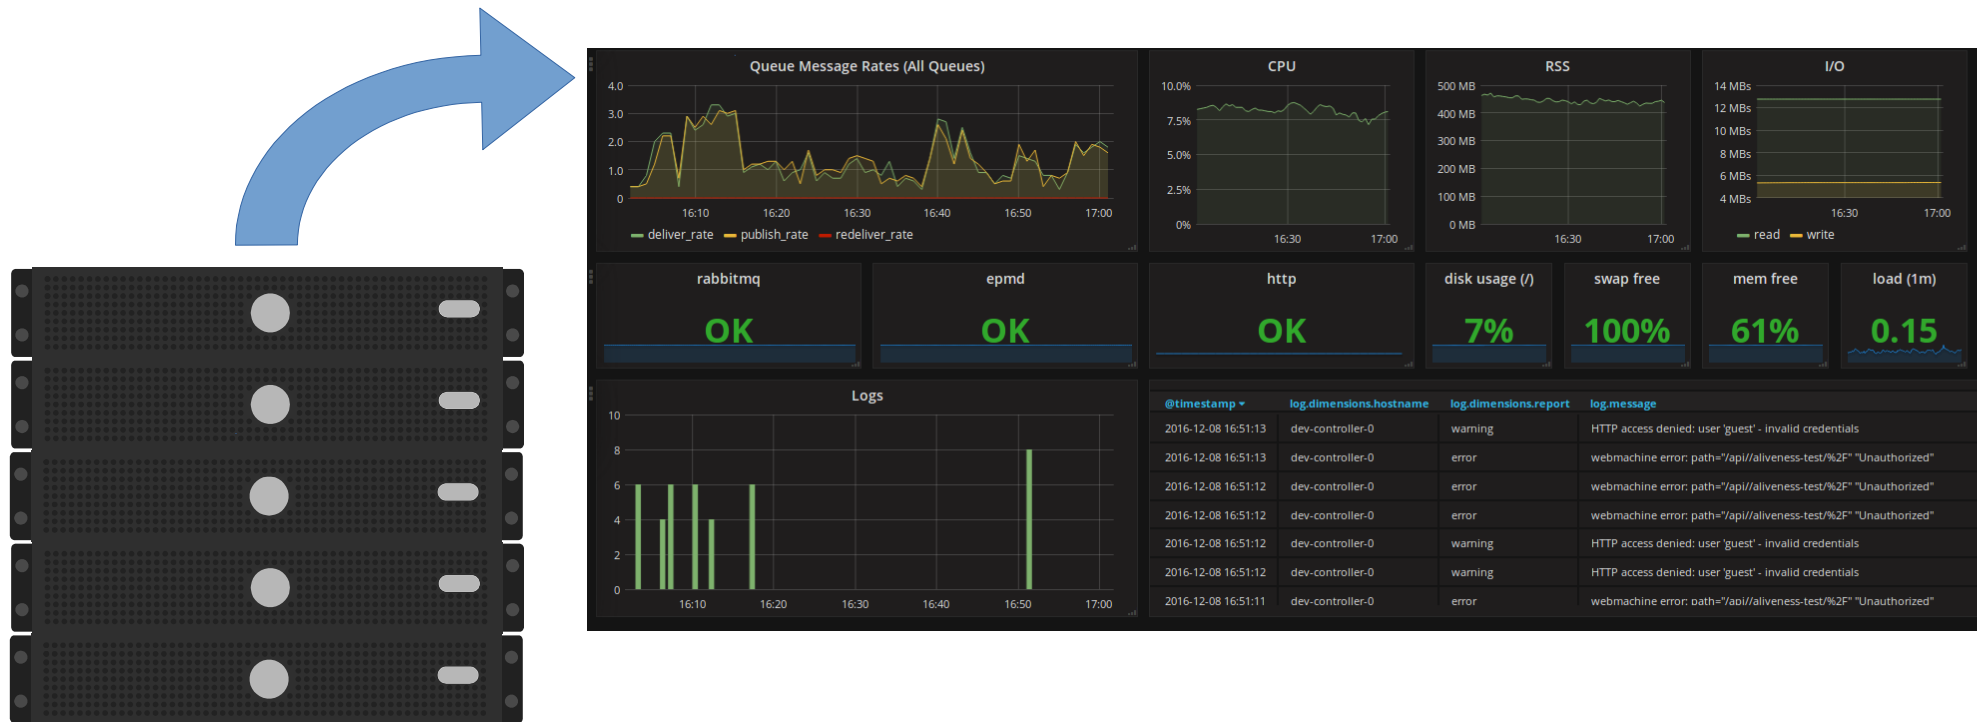 Queue Message Rates (All Queues)
4.0
3.0
2.0
1.0
0
16:10 16:20 16:30 16:40 16:50 17:00
deliver_rate publish_rate redeliver_rate
CPU
10.0%
7.5%
5.0%
2.5%
0%
16:30 17:00
RSS
500 MB
400 MB
300 MB
200 MB
100 MB
0 MB
16:30 17:00
I/O
14 MBs
12 MBs
10 MBs
8 MBs
6 MBs
4 MBs
16:30 17:00
read write
rabbitmq
OK
epmd
OK
http
OK
disk usage (/)
7%
swap free
100%
mem free
61%
load (1m)
0.15
Logs
10
8
6
4
2
0
16:10 16:20 16:30 16:40 16:50 17:00
@timestamp log.dimensions.hostname log.dimensions.report log.message
2016-12-08 16:51:13 dev-controller-0 warning HTTP access denied: user 'guest' - invalid credentials
2016-12-08 16:51:13 dev-controller-0 error webmachine error: path="/api//aliveness-test/%2F" "Unauthorized"
2016-12-08 16:51:12 dev-controller-0 error webmachine error: path="/api//aliveness-test/%2F" "Unauthorized"
2016-12-08 16:51:12 dev-controller-0 error webmachine error: path="/api//aliveness-test/%2F" "Unauthorized"
2016-12-08 16:51:12 dev-controller-0 warning HTTP access denied: user 'guest' - invalid credentials
2016-12-08 16:51:12 dev-controller-0 warning HTTP access denied: user 'guest' - invalid credentials
2016-12-08 16:51:11 dev-controller-0 error webmachine error: path="/api//aliveness-test/%2F" "Unauthorized"